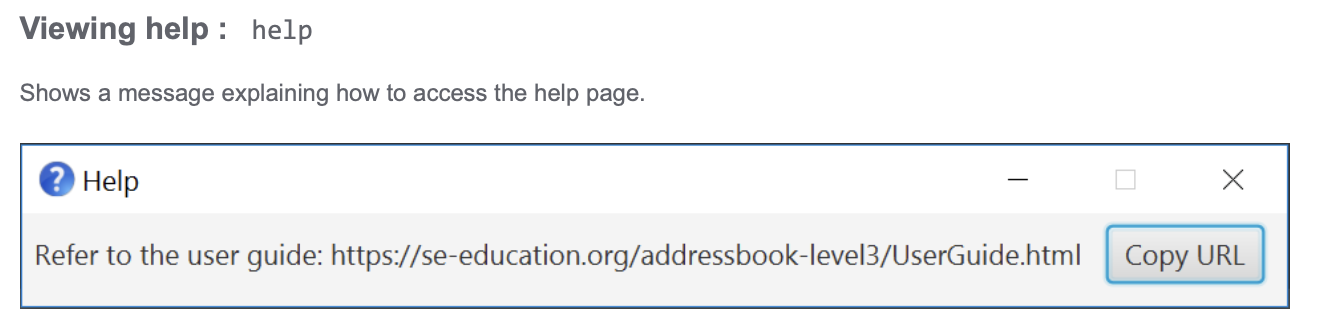 Viewing help : help
Shows a message explaining how to access the help page.
? Help
Refer to the user guide: https://se-education.org/addressbook-level3/UserGuide.html Copy URL